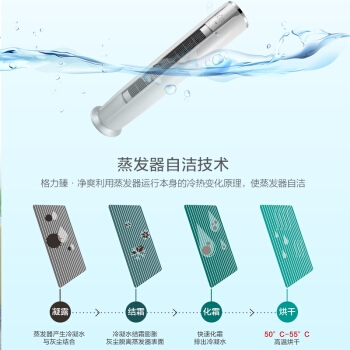 蒸发器自洁技术
格力臻·净爽利用蒸发器运行本身的冷热变化原理，使蒸发器自洁
凝露
结霜
化霜
烘干
蒸发器产生冷凝水
与灰尘结合
冷凝水结霜膨胀
灰尘脱离蒸发器表面
快速化霜
排出冷凝水
50°C~55°C
高温烘干